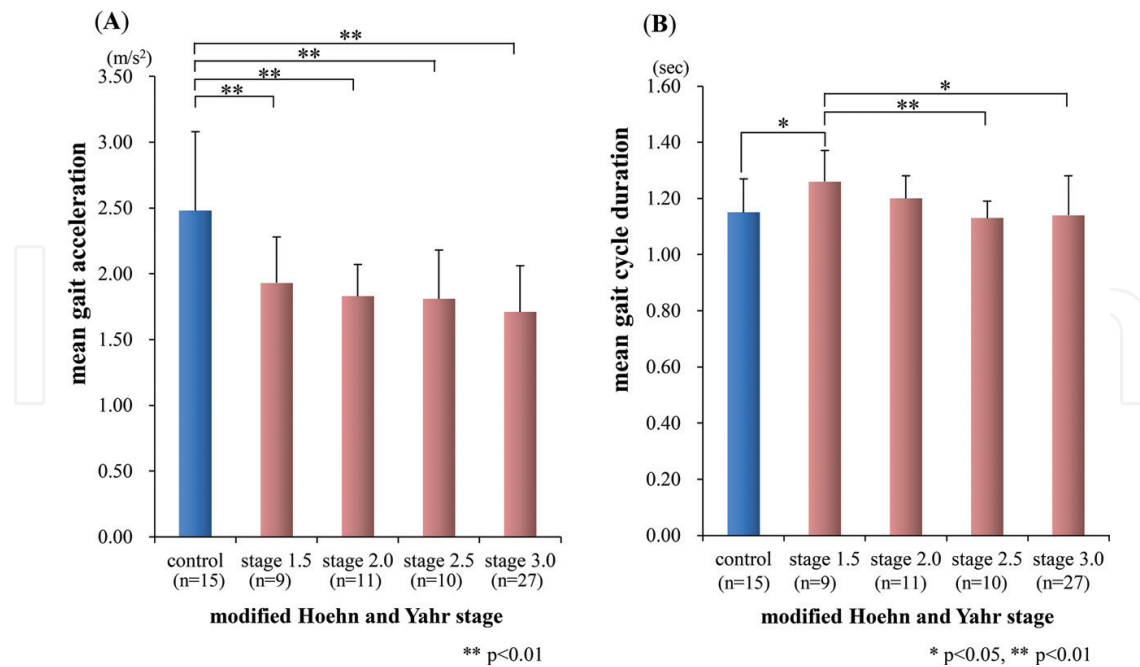 (A)
(m/s²)
mean gait acceleration
3.50
3.00
2.50
2.00
1.50
1.00
0.50
0.00
**
**
**
**
control stage 1.5 stage 2.0 stage 2.5 stage 3.0
(n=15) (n=9) (n=11) (n=10) (n=27)
modified Hoehn and Yahr stage
** p<0.01
(B)
(sec)
mean gait cycle duration
1.60
1.40
1.20
1.00
0.80
0.60
0.40
0.20
0.00
*
**
*
control stage 1.5 stage 2.0 stage 2.5 stage 3.0
(n=15) (n=9) (n=11) (n=10) (n=27)
modified Hoehn and Yahr stage
* p<0.05, ** p<0.01